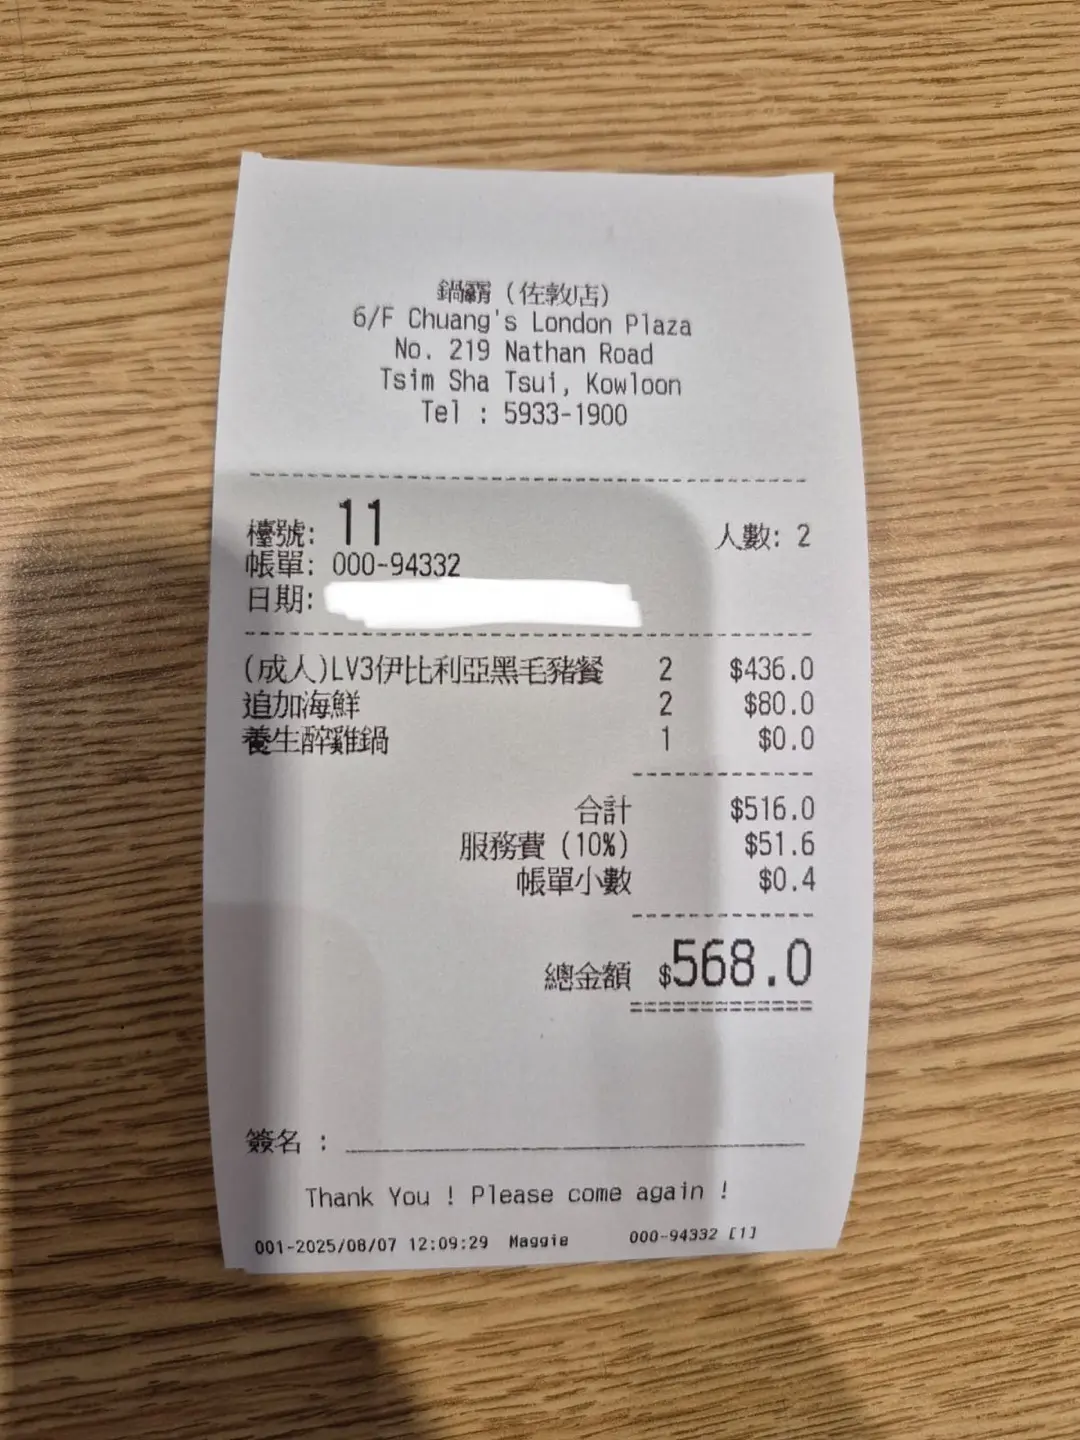 鍋霸 (佐敦店)
6/F Chuang's London Plaza
No. 219 Nathan Road
Tsim Sha Tsui, Kowloon
Tel : 5933-1900
檯號: 11 人數: 2
帳單: 000-94332
日期:
(成人)LV3伊比利亞黑毛豬餐 2 $436.0
追加海鮮 2 $80.0
養生醉雞鍋 1 $0.0
合計 $516.0
服務費 (10%) $51.6
帳單小數 $0.4
總金額 $568.0
簽名 :
Thank You ! Please come again !
001-2025/08/07 12:09:29 Maggie 000-94332 [1]